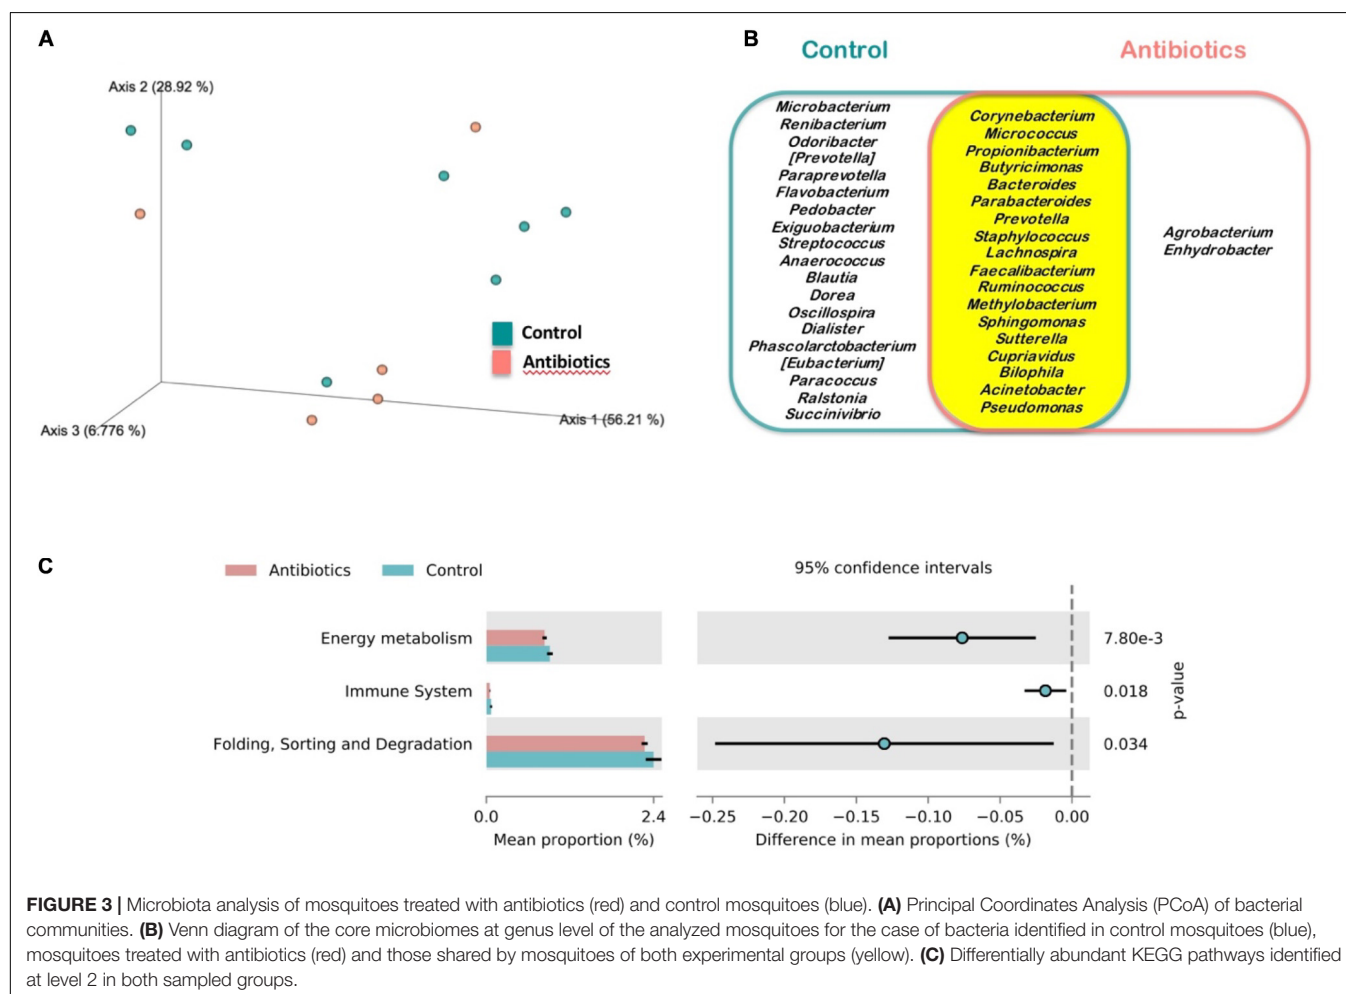 A
Axis 2 (28.92 %)
Axis 3 (6.776 %)
Axis 1 (56.21 %)
Control
Antibiotics
B
Control
Antibiotics
Microbacterium
Renibacterium
Odoribacter
[Prevotella]
Paraprevotella
Flavobacterium
Pedobacter
Exiguobacterium
Streptococcus
Anaerococcus
Blautia
Dorea
Oscillospira
Dialister
Phascolarctobacterium
[Eubacterium]
Paracoccus
Ralstonia
Succinivibrio
Corynebacterium
Micrococcus
Propionibacterium
Butyricimonas
Bacteroides
Parabacteroides
Prevotella
Staphylococcus
Lachnospira
Faecalibacterium
Ruminococcus
Methylobacterium
Sphingomonas
Sutterella
Cupriavidus
Bilophila
Acinetobacter
Pseudomonas
Agrobacterium
Enhydrobacter
C
Antibiotics
Control
95% confidence intervals
Energy metabolism
7.80e-3
Immune System
0.018
Folding, Sorting and Degradation
0.034
p-value
0.0
2.4
−0.25
−0.20
−0.15
−0.10
−0.05
0.00
Mean proportion (%)
Difference in mean proportions (%)
FIGURE 3 | Microbiota analysis of mosquitoes treated with antibiotics (red) and control mosquitoes (blue). (A) Principal Coordinates Analysis (PCoA) of bacterial
communities. (B) Venn diagram of the core microbiomes at genus level of the analyzed mosquitoes for the case of bacteria identified in control mosquitoes (blue),
mosquitoes treated with antibiotics (red) and those shared by mosquitoes of both experimental groups (yellow). (C) Differentially abundant KEGG pathways identified
at level 2 in both sampled groups.